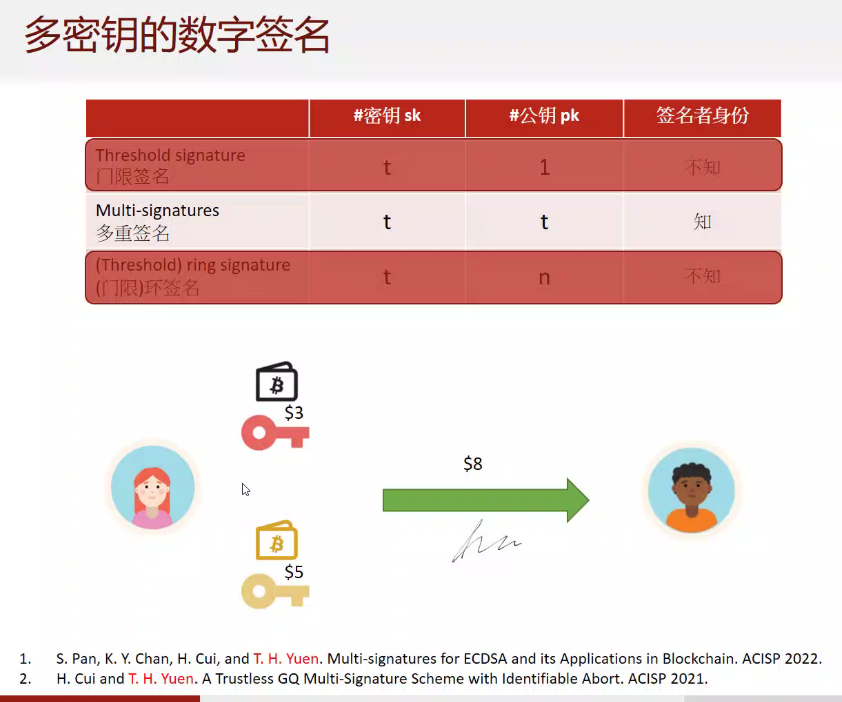 多密钥的数字签名
#密钥 sk #公钥 pk 签名者身份
Threshold signature
门限签名 t 1 不知
Multi-signatures
多重签名 t t 知
(Threshold) ring signature
(门限)环签名 t n 不知
$3
$8
$5
1. S. Pan, K. Y. Chan, H. Cui, and T. H. Yuen. Multi-signatures for ECDSA and its Applications in Blockchain. ACISP 2022.
2. H. Cui and T. H. Yuen. A Trustless GQ Multi-Signature Scheme with Identifiable Abort. ACISP 2021.